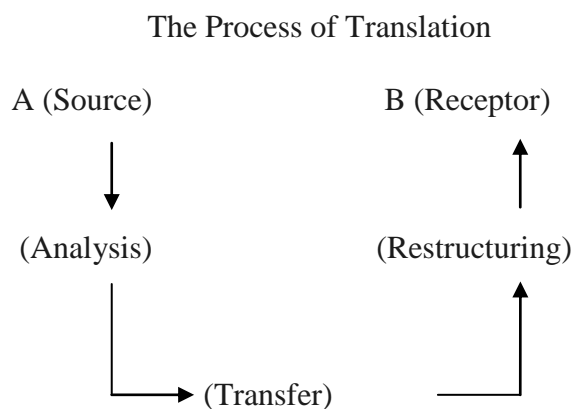 The Process of Translation
A (Source) B (Receptor)
(Analysis) (Restructuring)
(Transfer)